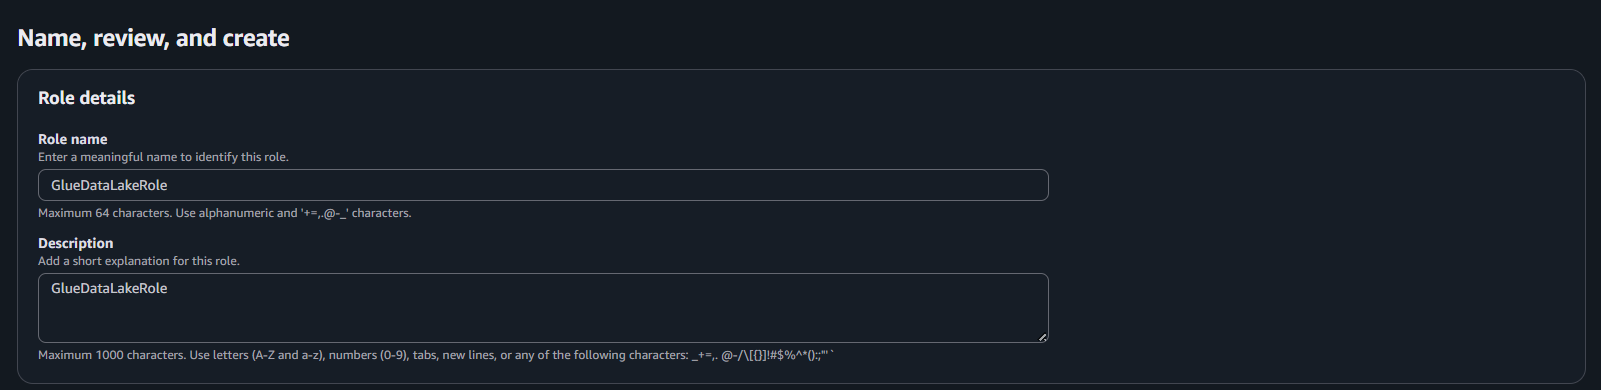 Name, review, and create
Role details
Role name
Enter a meaningful name to identify this role.
GlueDataLakeRole
Maximum 64 characters. Use alphanumeric and '+=,.@-_' characters.
Description
Add a short explanation for this role.
GlueDataLakeRole
Maximum 1000 characters. Use letters (A-Z and a-z), numbers (0-9), tabs, new lines, or any of the following characters: _+=,. @-/\[{}]!#$%^*();:;"'`